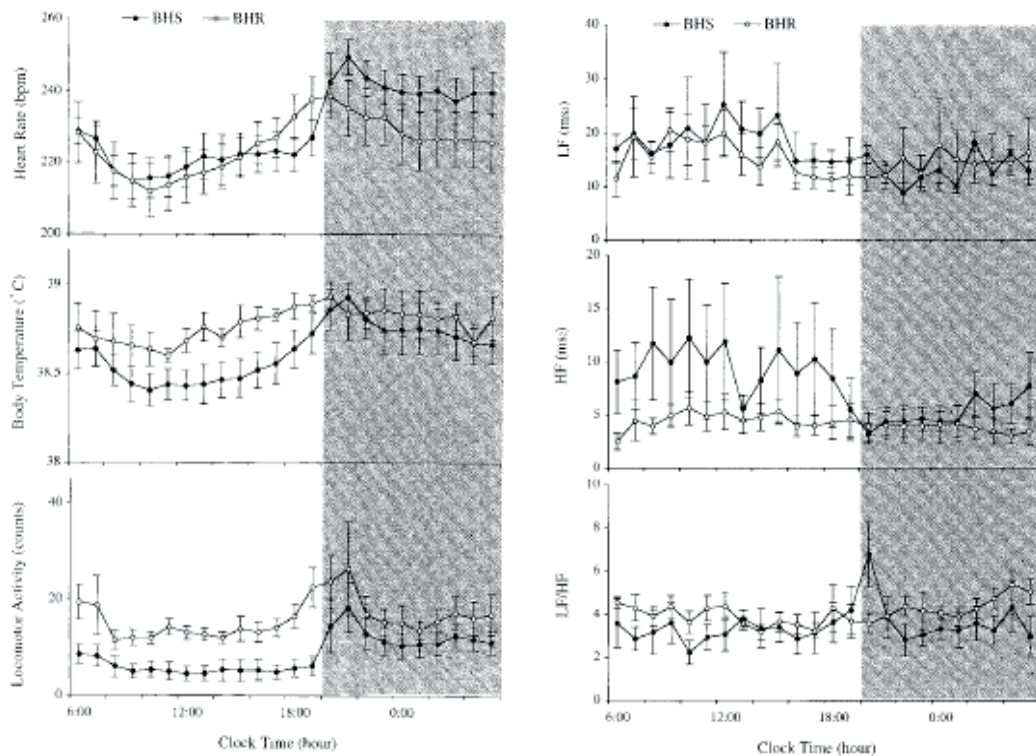 BHS BHR
260
240
220
200
Heart Rate (bpm)
39
38.5
38
Body Temperature (°C)
40
20
0
Locomotor Activity (counts)
6:00 12:00 18:00 0:00
Clock Time (hour)
BHS BHR
40
30
20
10
0
LF (ms2)
20
15
10
5
0
HF (ms2)
10
8
6
4
2
0
LF/HF
6:00 12:00 18:00 0:00
Clock Time (hour)